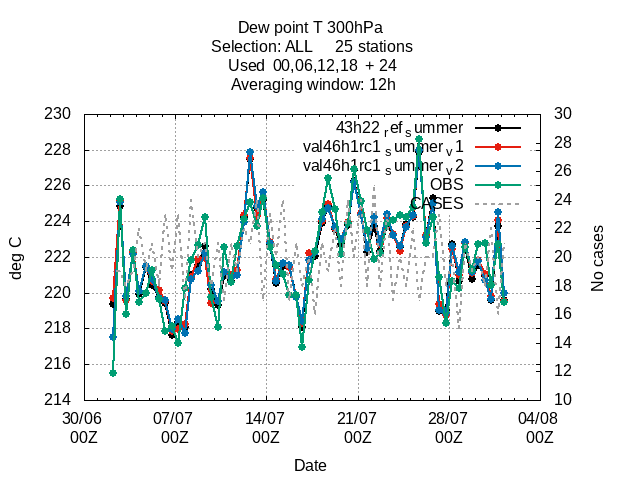 Dew point T 300hPa
Selection: ALL 25 stations
Used 00,06,12,18 + 24
Averaging window: 12h
230 30
228 28
226 26
224 24
222 22
220 20
218 18
216 16
214 14
12
10
43h22 ref summer
val46h1rc1 summer v1
val46h1rc1 summer v2
OBS
CASES
deg C
No cases
30/06 07/07 14/07 21/07 28/07 04/08
00Z 00Z 00Z 00Z 00Z 00Z
Date